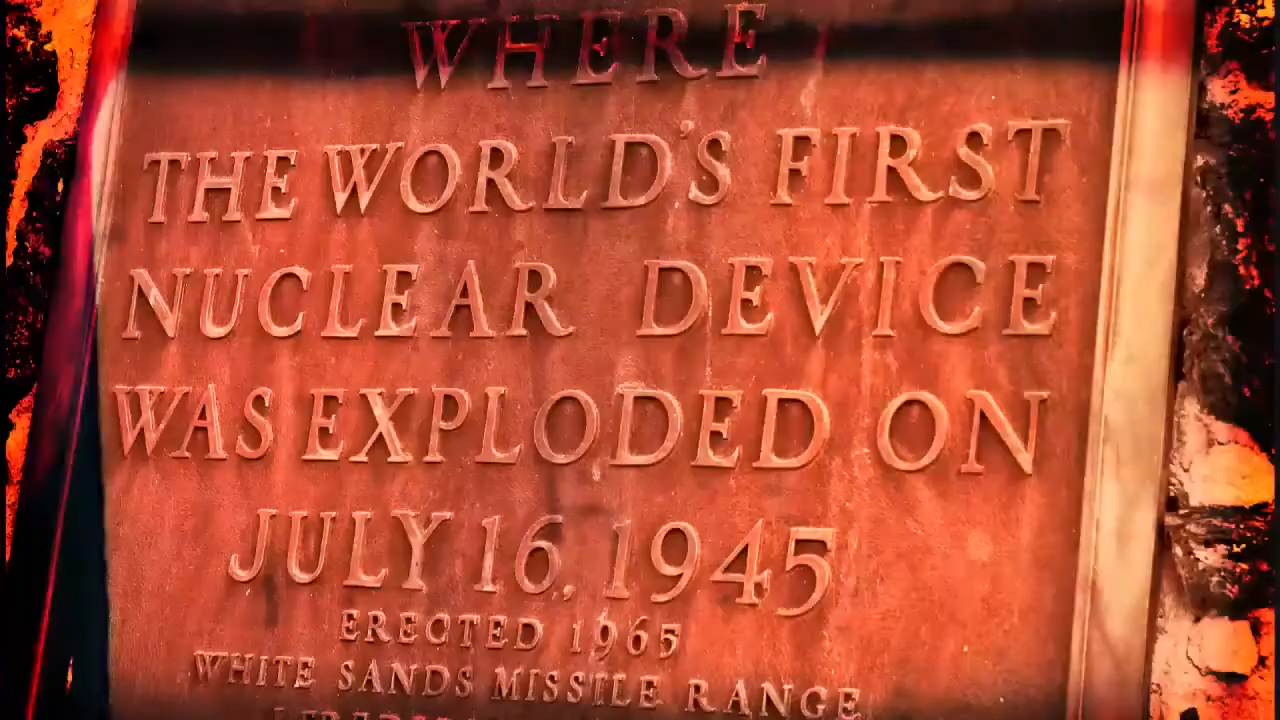 WHERE
THE WORLD'S FIRST
NUCLEAR DEVICE
WAS EXPLODED ON
JULY 16, 1945
ERECTED 1965
WHITE SANDS MISSILE RANGE